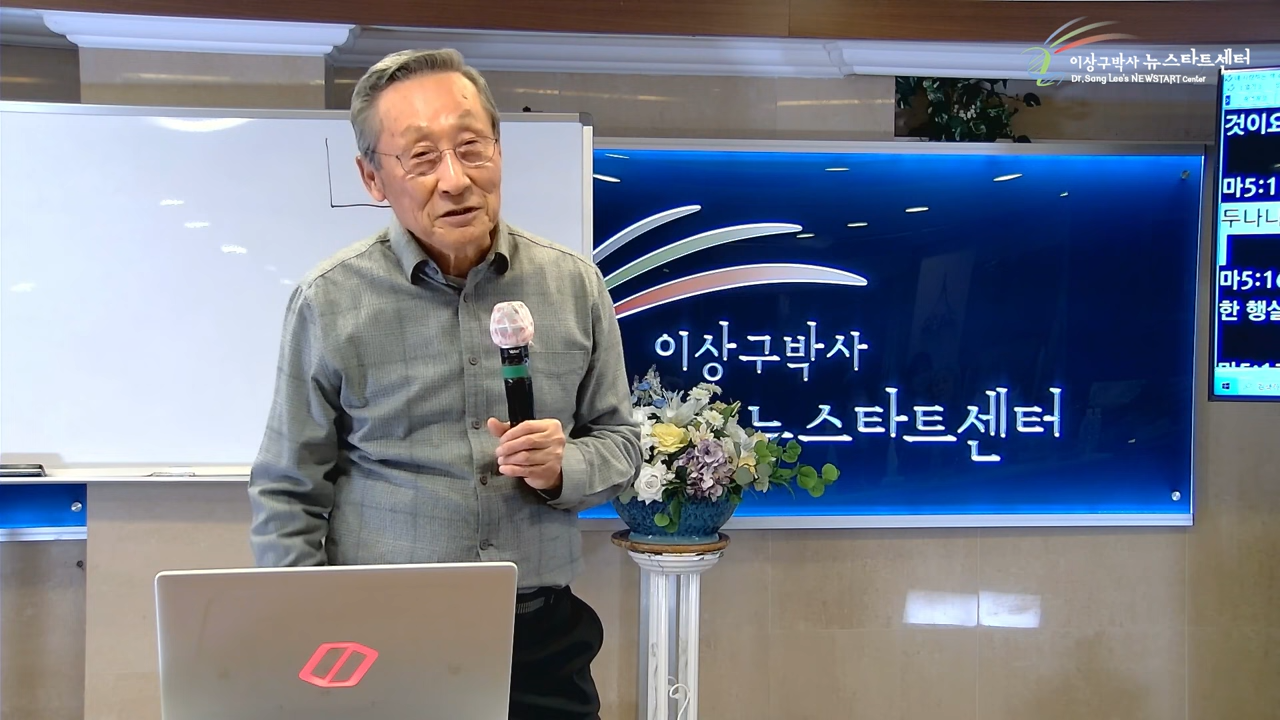 이상구박사 뉴스타트센터
Dr. Sang Lee's NEWSTART Center
것이요
마5:1
두나니
마5:16
한 행실
이상구박사
뉴스타트센터